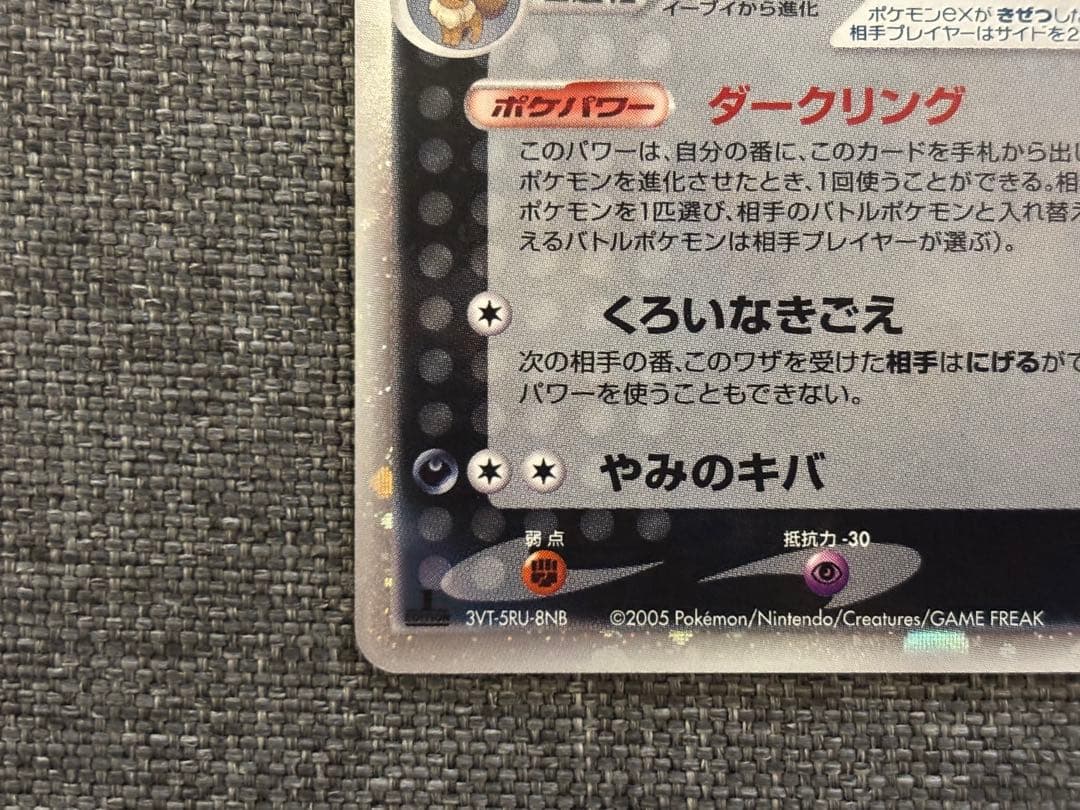 イーブイから進化
ポケモンexが きぜつした
相手プレイヤーはサイドを2
ポケパワー ダークリング
このパワーは、自分の番に、このカードを手札から出し
ポケモンを進化させたとき、1回使うことができる。相
ポケモンを1匹選び、相手のバトルポケモンと入れ替え
えるバトルポケモンは相手プレイヤーが選ぶ）。
くろいなきごえ
次の相手の番、このワザを受けた相手はにげるがで
パワーを使うこともできない。
やみのキバ
弱点 抵抗力 -30
3VT-5RU-8NB ©2005 Pokémon/Nintendo/Creatures/GAME FREAK